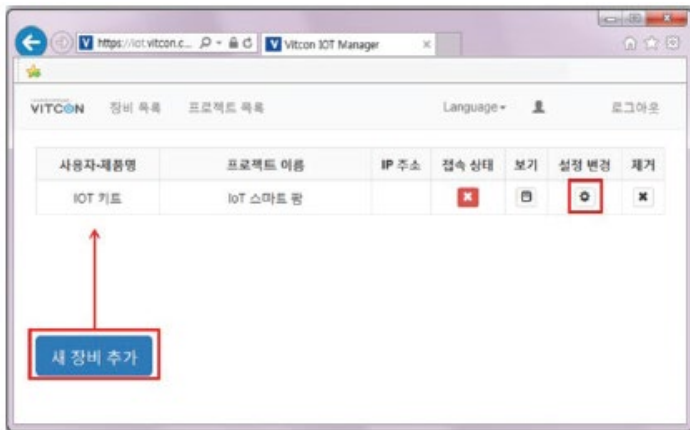 https://iot.vitcon.c... Vitcon IOT Manager
VITCON 장비 목록 프로젝트 목록 Language 로그아웃
사용자-제품명 프로젝트 이름 IP 주소 접속 상태 보기 설정 변경 제거
IOT 키트 IoT 스마트 팜
새 장비 추가